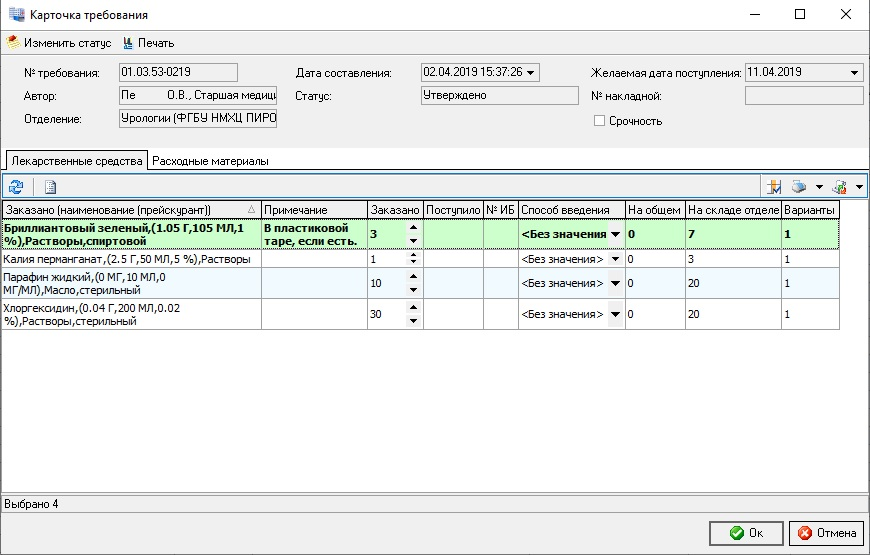 Карточка требования
Изменить статус Печать
№ требования: 01.03.53-0219 Дата составления: 02.04.2019 15:37:26 Желаемая дата поступления: 11.04.2019
Автор: Пе О.В., Старшая медици Статус: Утверждено № накладной:
Отделение: Урологии (ФГБУ НМХЦ ПИРО Срочность
Лекарственные средства Расходные материалы
Заказано (наименование (прейскурант)) Примечание Заказано Поступило № ИБ Способ введения На общем На складе отделе Варианты
Бриллиантовый зеленый,(1.05 Г,105 МЛ,1 В пластиковой
%),Растворы,спиртовой таре, если есть. 3 <Без значения 0 7 1
Калия перманганат,(2.5 Г,50 МЛ,5 %),Растворы 1 <Без значения> 0 3 1
Парафин жидкий,(0 МГ,10 МЛ,0
МГ/МЛ),Масло,стерильный 10 <Без значения> 0 20 1
Хлоргексидин,(0.04 Г,200 МЛ,0.02
%),Растворы,стерильный 30 <Без значения> 0 20 1
Выбрано 4
Ок Отмена